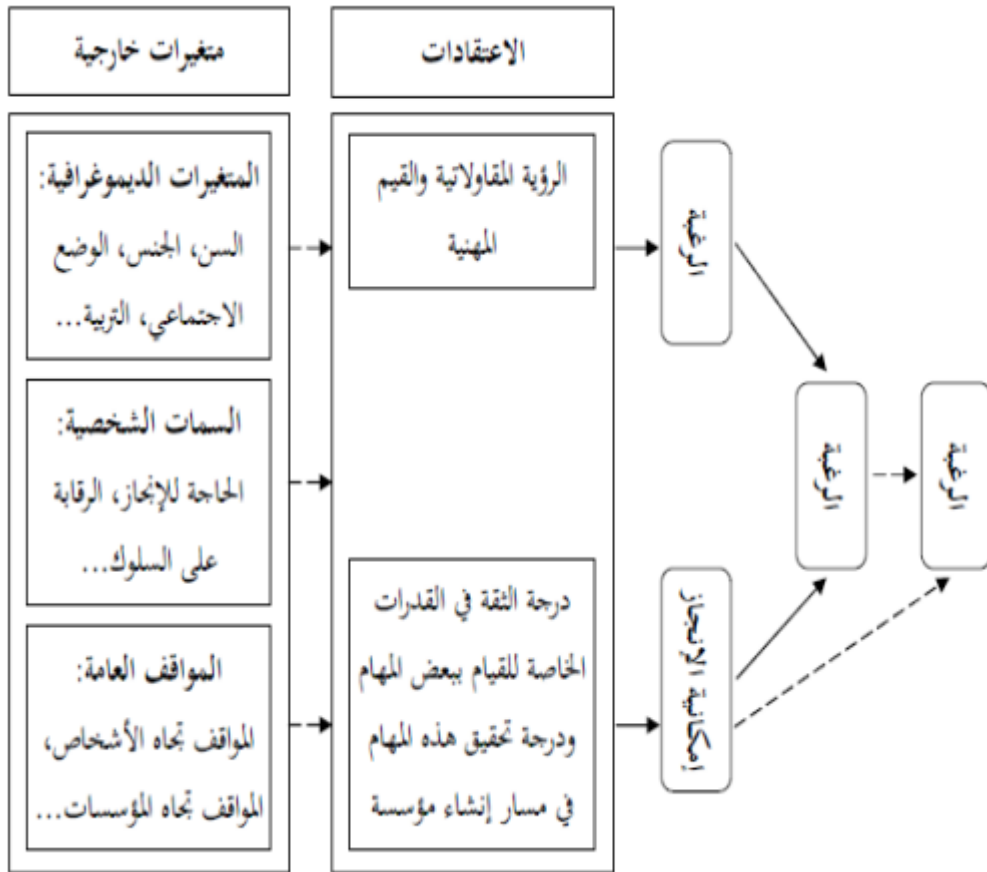 متغيرات خارجية
الاعتقادات
المتغيرات الديموغرافية:
السن، الجنس، الوضع
الاجتماعي، التربية...
السمات الشخصية:
الحاجة للإنجاز، الرقابة
على السلوك...
المواقف العامة:
المواقف تجاه الأشخاص،
المواقف تجاه المؤسسات...
الرؤية المقاولاتية والقيم
المهنية
درجة الثقة في القدرات
الخاصة للقيام ببعض المهام
ودرجة تحقيق هذه المهام
في مسار إنشاء مؤسسة
الرغبة
إمكانية الإنجاز
الرغبة
الرغبة